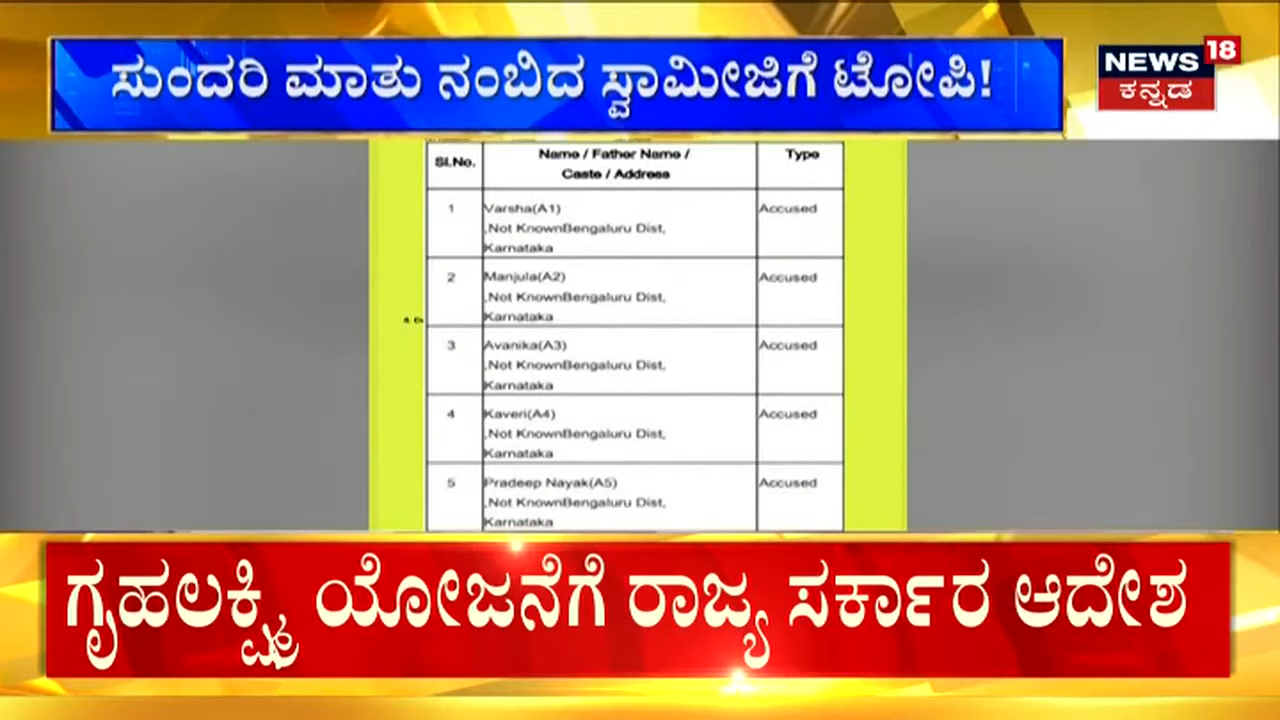 ಸುಂದರಿ ಮಾತು ನಂಬಿದ ಸ್ವಾಮೀಜಿಗೆ ಟೋಪಿ!
NEWS 18
ಕನ್ನಡ
Sl.No. Name / Father Name / Type
Caste / Address
1 Varsha(A1) Accused
,Not KnownBengaluru Dist,
Karnataka
2 Manjula(A2) Accused
,Not KnownBengaluru Dist,
Karnataka
3 Avanika(A3) Accused
,Not KnownBengaluru Dist,
Karnataka
4 Kaveri(A4) Accused
,Not KnownBengaluru Dist,
Karnataka
5 Pradeep Nayak(A5) Accused
,Not KnownBengaluru Dist,
Karnataka
ಗೃಹಲಕ್ಷ್ಮಿ ಯೋಜನೆಗೆ ರಾಜ್ಯ ಸರ್ಕಾರ ಆದೇಶ